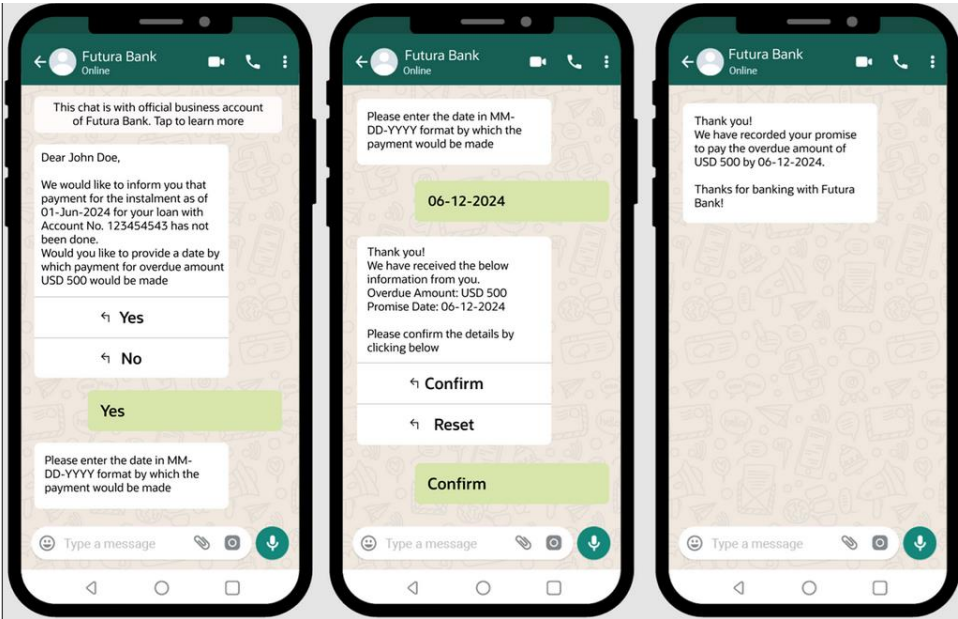 Futura Bank
Online
This chat is with official business account
of Futura Bank. Tap to learn more
Dear John Doe,
We would like to inform you that
payment for the instalment as of
01-Jun-2024 for your loan with
Account No. 123454543 has not
been done.
Would you like to provide a date by
which payment for overdue amount
USD 500 would be made
Yes
No
Yes
Please enter the date in MM-
DD-YYYY format by which the
payment would be made
Type a message
Futura Bank
Online
Please enter the date in MM-
DD-YYYY format by which the
payment would be made
06-12-2024
Thank you!
We have received the below
information from you.
Overdue Amount: USD 500
Promise Date: 06-12-2024
Please confirm the details by
clicking below
Confirm
Reset
Confirm
Type a message
Futura Bank
Online
Thank you!
We have recorded your promise
to pay the overdue amount of
USD 500 by 06-12-2024.
Thanks for banking with Futura
Bank!
Type a message